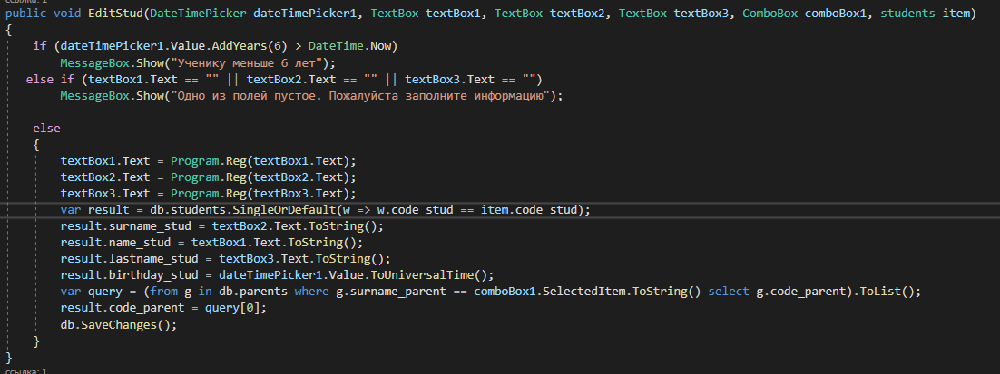 ссылка: 1
public void EditStud(DateTimePicker dateTimePicker1, TextBox textBox1, TextBox textBox2, TextBox textBox3, ComboBox comboBox1, students item)
{
if (dateTimePicker1.Value.AddYears(6) > DateTime.Now)
MessageBox.Show("Ученику меньше 6 лет");
else if (textBox1.Text == "" || textBox2.Text == "" || textBox3.Text == "")
MessageBox.Show("Одно из полей пустое. Пожалуйста заполните информацию");
else
{
textBox1.Text = Program.Reg(textBox1.Text);
textBox2.Text = Program.Reg(textBox2.Text);
textBox3.Text = Program.Reg(textBox3.Text);
var result = db.students.SingleOrDefault(w => w.code_stud == item.code_stud);
result.surname_stud = textBox2.Text.ToString();
result.name_stud = textBox1.Text.ToString();
result.lastname_stud = textBox3.Text.ToString();
result.birthday_stud = dateTimePicker1.Value.ToUniversalTime();
var query = (from g in db.parents where g.surname_parent == comboBox1.SelectedItem.ToString() select g.code_parent).ToList();
result.code_parent = query[0];
db.SaveChanges();
}
}
ссылка: 1